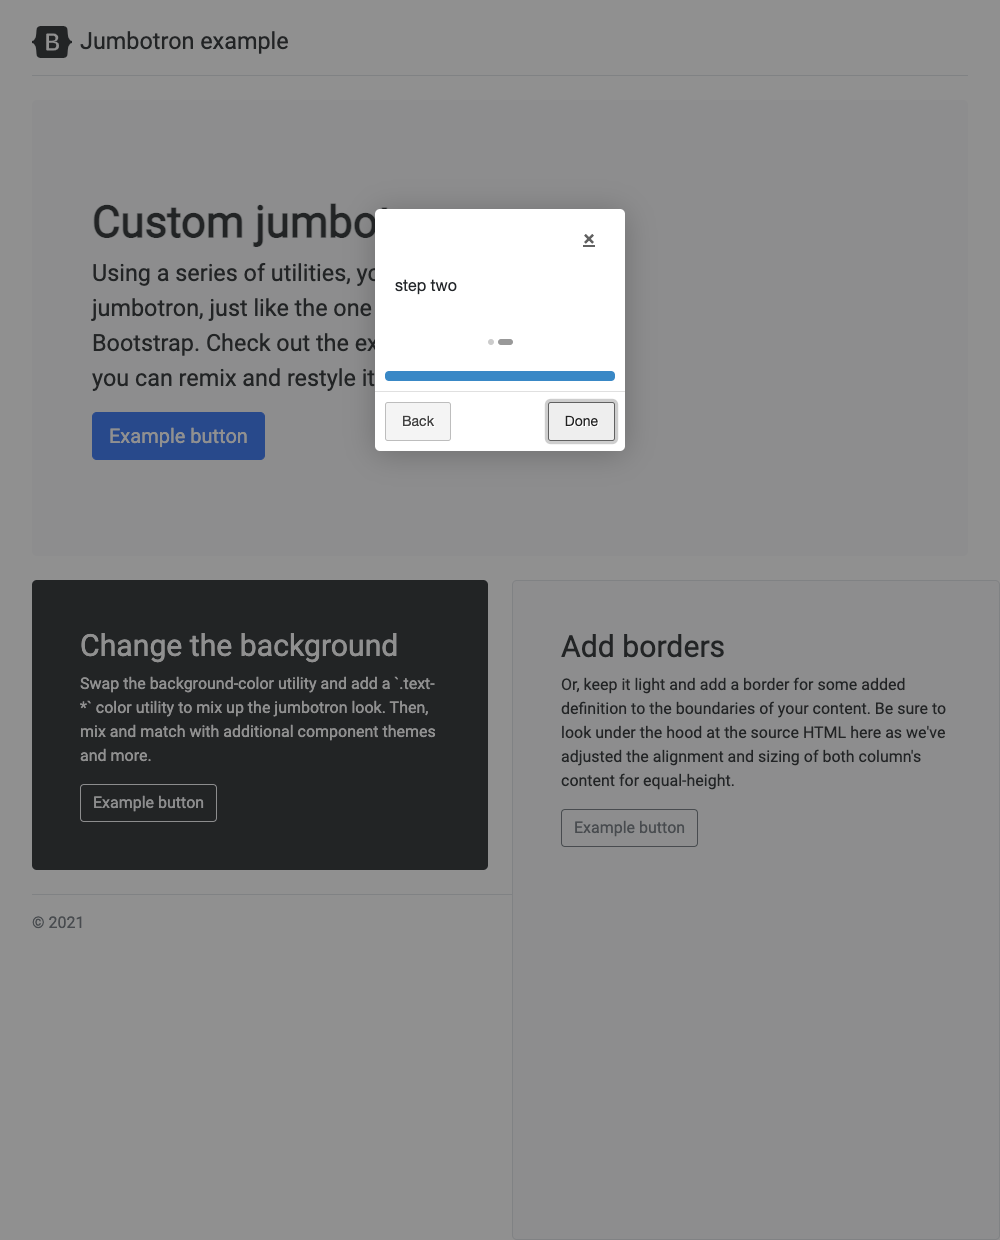 B Jumbotron example
Custom jumbo
Using a series of utilities, yo
jumbotron, just like the one
Bootstrap. Check out the ex
you can remix and restyle it
Example button
×
step two
Back
Done
Change the background
Swap the background-color utility and add a `.text-
*` color utility to mix up the jumbotron look. Then,
mix and match with additional component themes
and more.
Example button
Add borders
Or, keep it light and add a border for some added
definition to the boundaries of your content. Be sure to
look under the hood at the source HTML here as we've
adjusted the alignment and sizing of both column's
content for equal-height.
Example button
© 2021